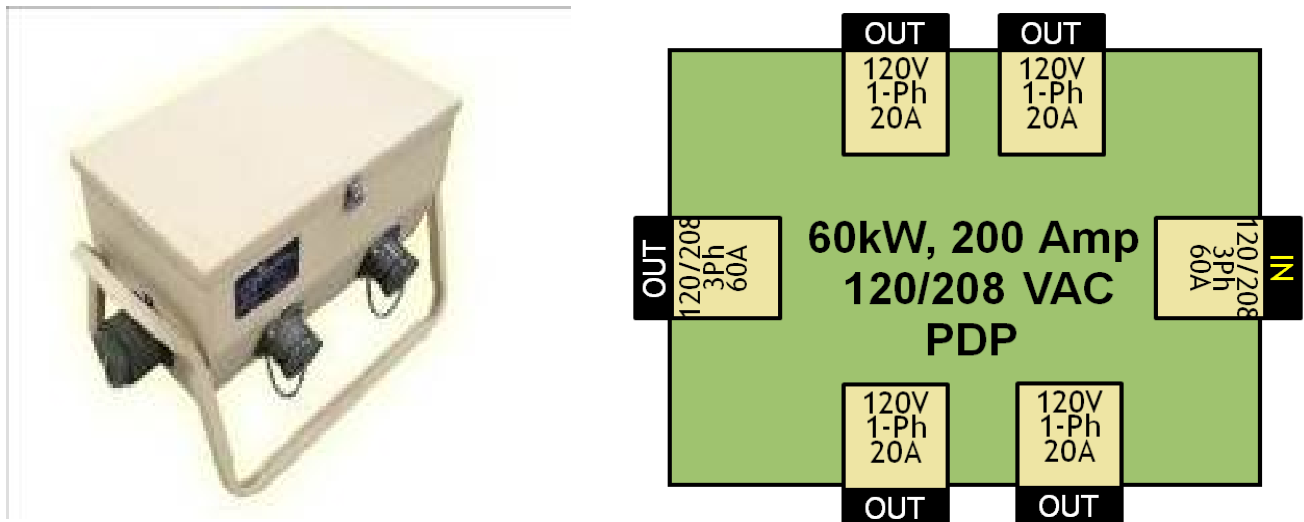 OUT
120V
1-Ph
20A
OUT
120V
1-Ph
20A
OUT
120/208
3Ph
60A
60kW, 200 Amp
120/208 VAC
PDP
120/208
3Ph
60A
IN
120V
1-Ph
20A
OUT
120V
1-Ph
20A
OUT